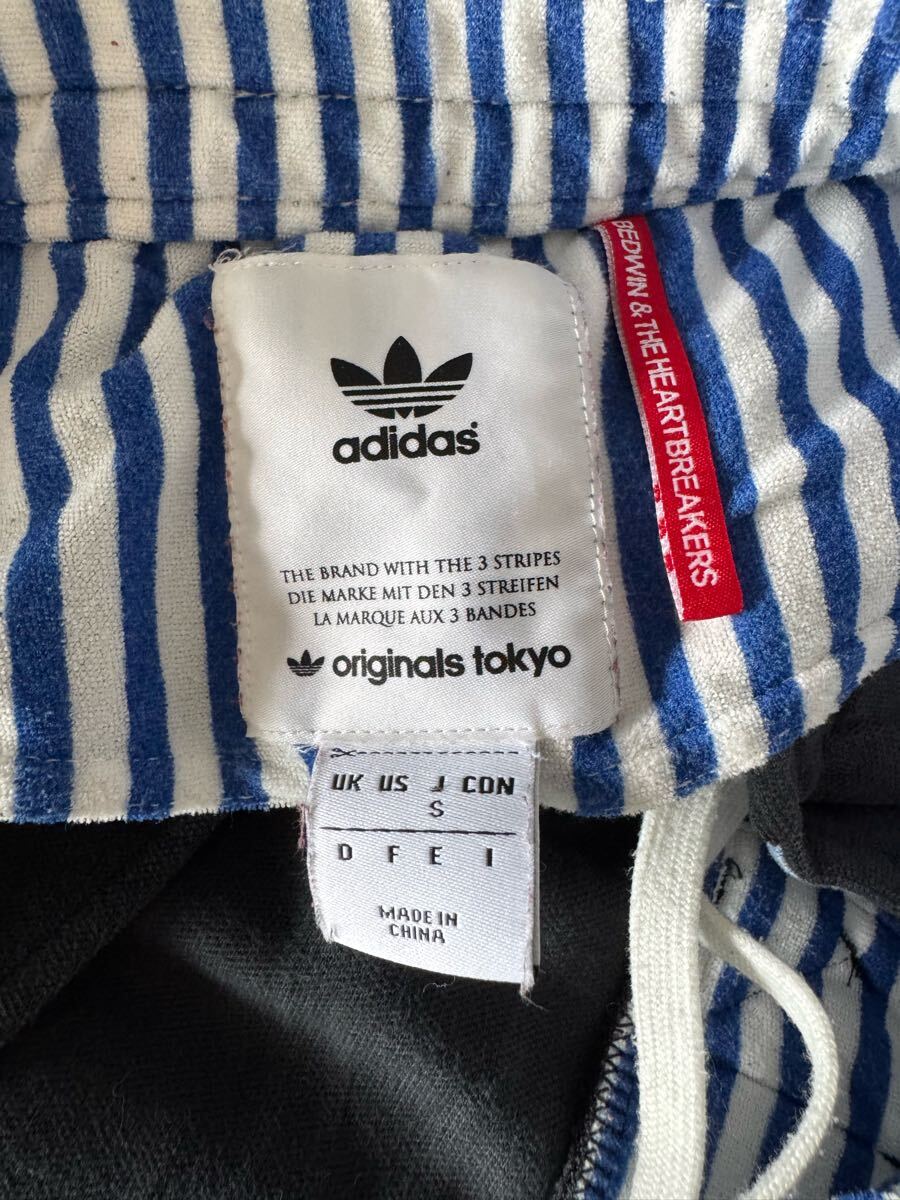 BEDWIN & THE HEARTBREAKERS
adidas
THE BRAND WITH THE 3 STRIPES
DIE MARKE MIT DEN 3 STREIFEN
LA MARQUE AUX 3 BANDES
originals tokyo
UK US J CDN
S
D F E I
MADE IN
CHINA